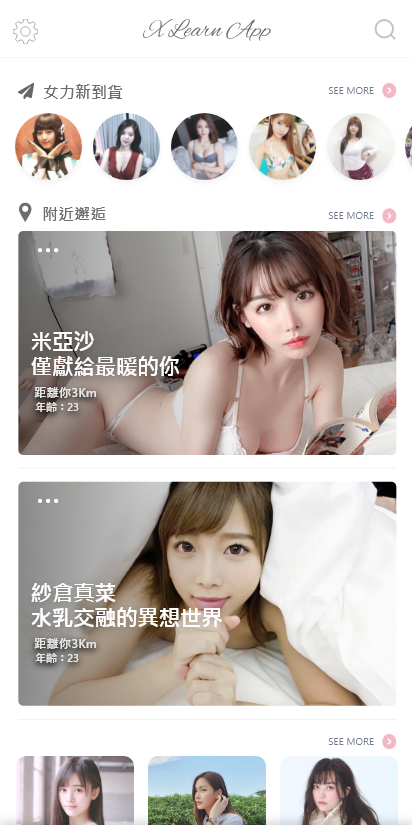 X Learn App
女力新到貨
SEE MORE
附近邂逅
SEE MORE
米亞沙
僅獻給最暖的你
距離你3Km
年齡：23
紗倉真菜
水乳交融的異想世界
距離你3Km
年齡：23
SEE MORE